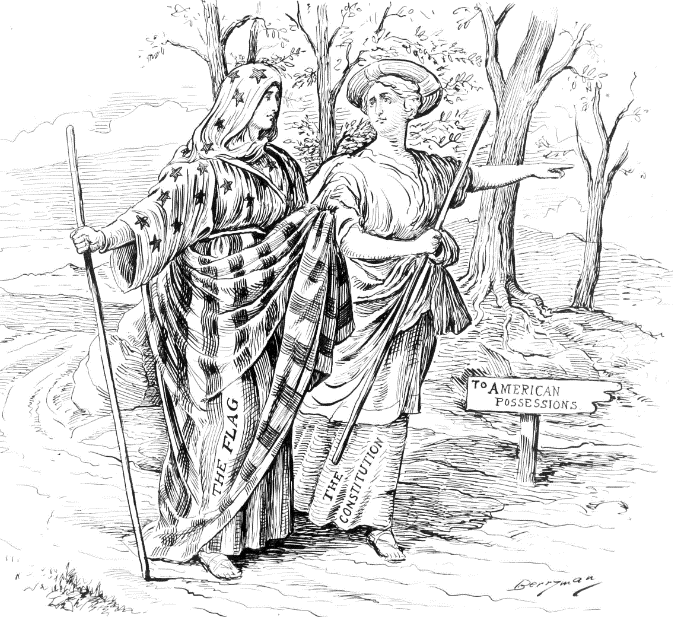 TO AMERICAN
POSSESSIONS
THE FLAG
THE
CONSTITUTION
Berryman